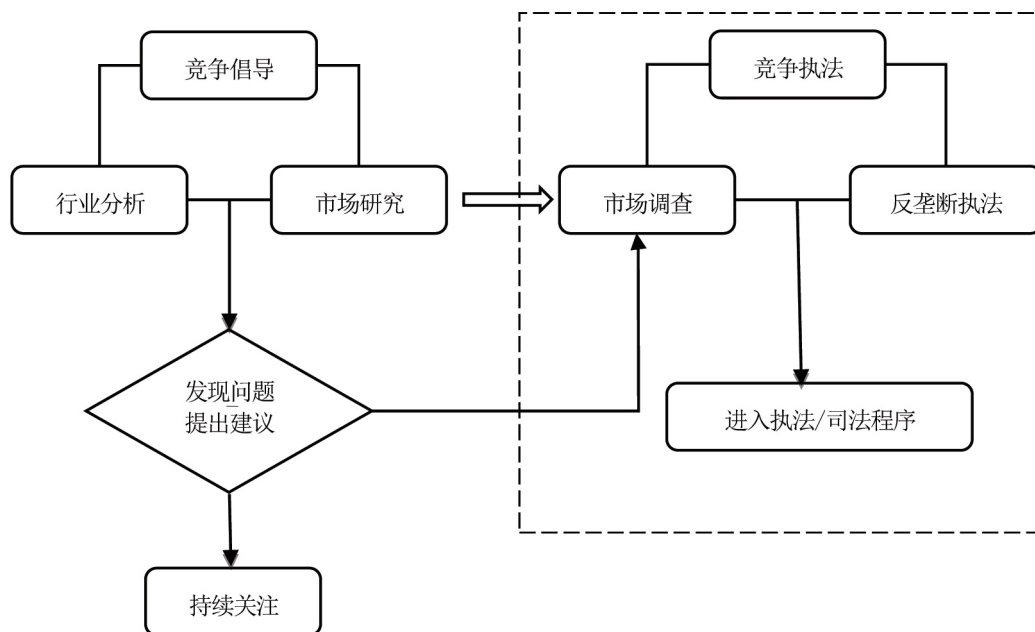 竞争倡导
竞争执法
行业分析
市场研究
市场调查
反垄断执法
发现问题
提出建议
进入执法/司法程序
持续关注